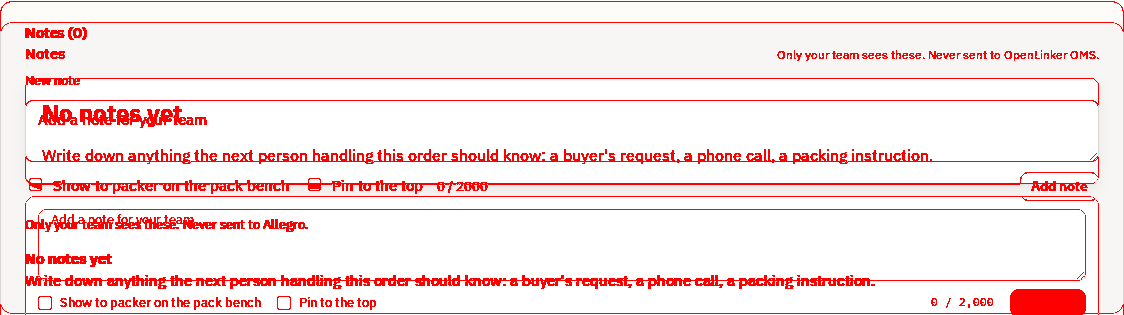 Notes (0)
Notes
Only your team sees these. Never sent to OpenLinker OMS.
New note
No notes yet
Add a note for your team
Write down anything the next person handling this order should know: a buyer's request, a phone call, a packing instruction.
Show to packer on the pack bench
Pin to the top
0 / 2000
Add note
Add a note for your team
Only your team sees these. Never sent to Allegro.
No notes yet
Write down anything the next person handling this order should know: a buyer's request, a phone call, a packing instruction.
Show to packer on the pack bench
Pin to the top
0 / 2,000